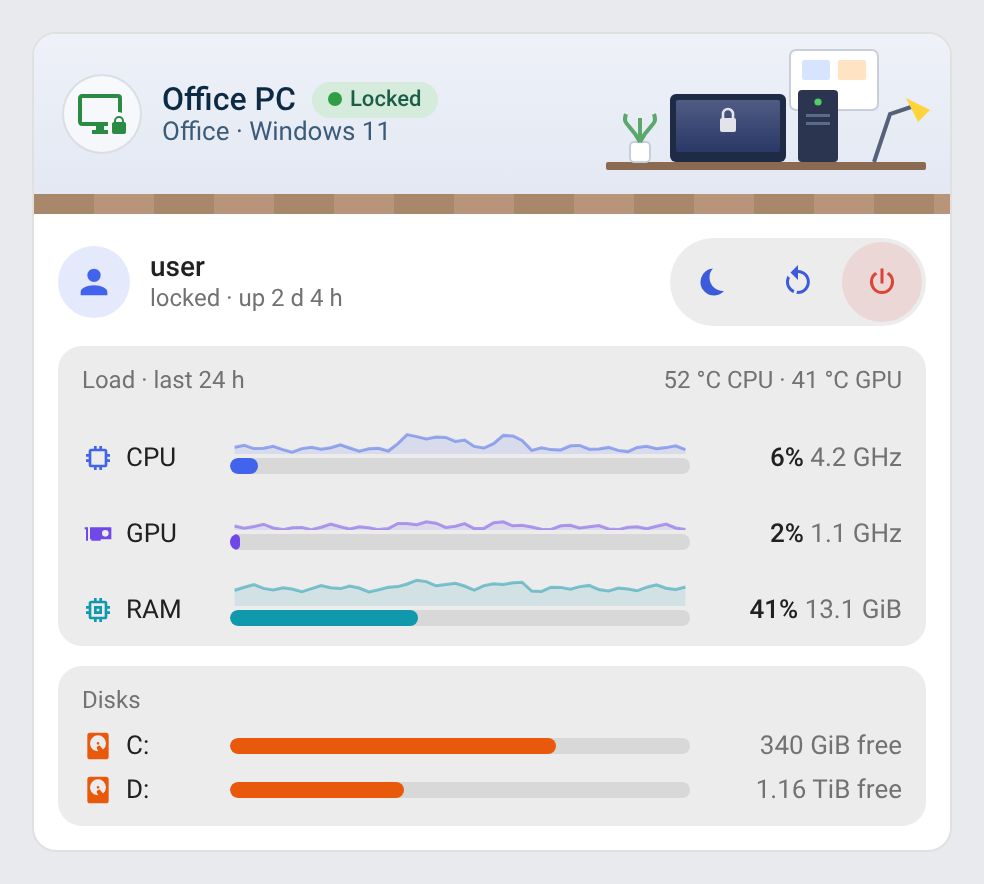 Office PC Locked
Office · Windows 11
user
locked · up 2 d 4 h
Load · last 24 h 52 °C CPU · 41 °C GPU
CPU 6% 4.2 GHz
GPU 2% 1.1 GHz
RAM 41% 13.1 GiB
Disks
C: 340 GiB free
D: 1.16 TiB free